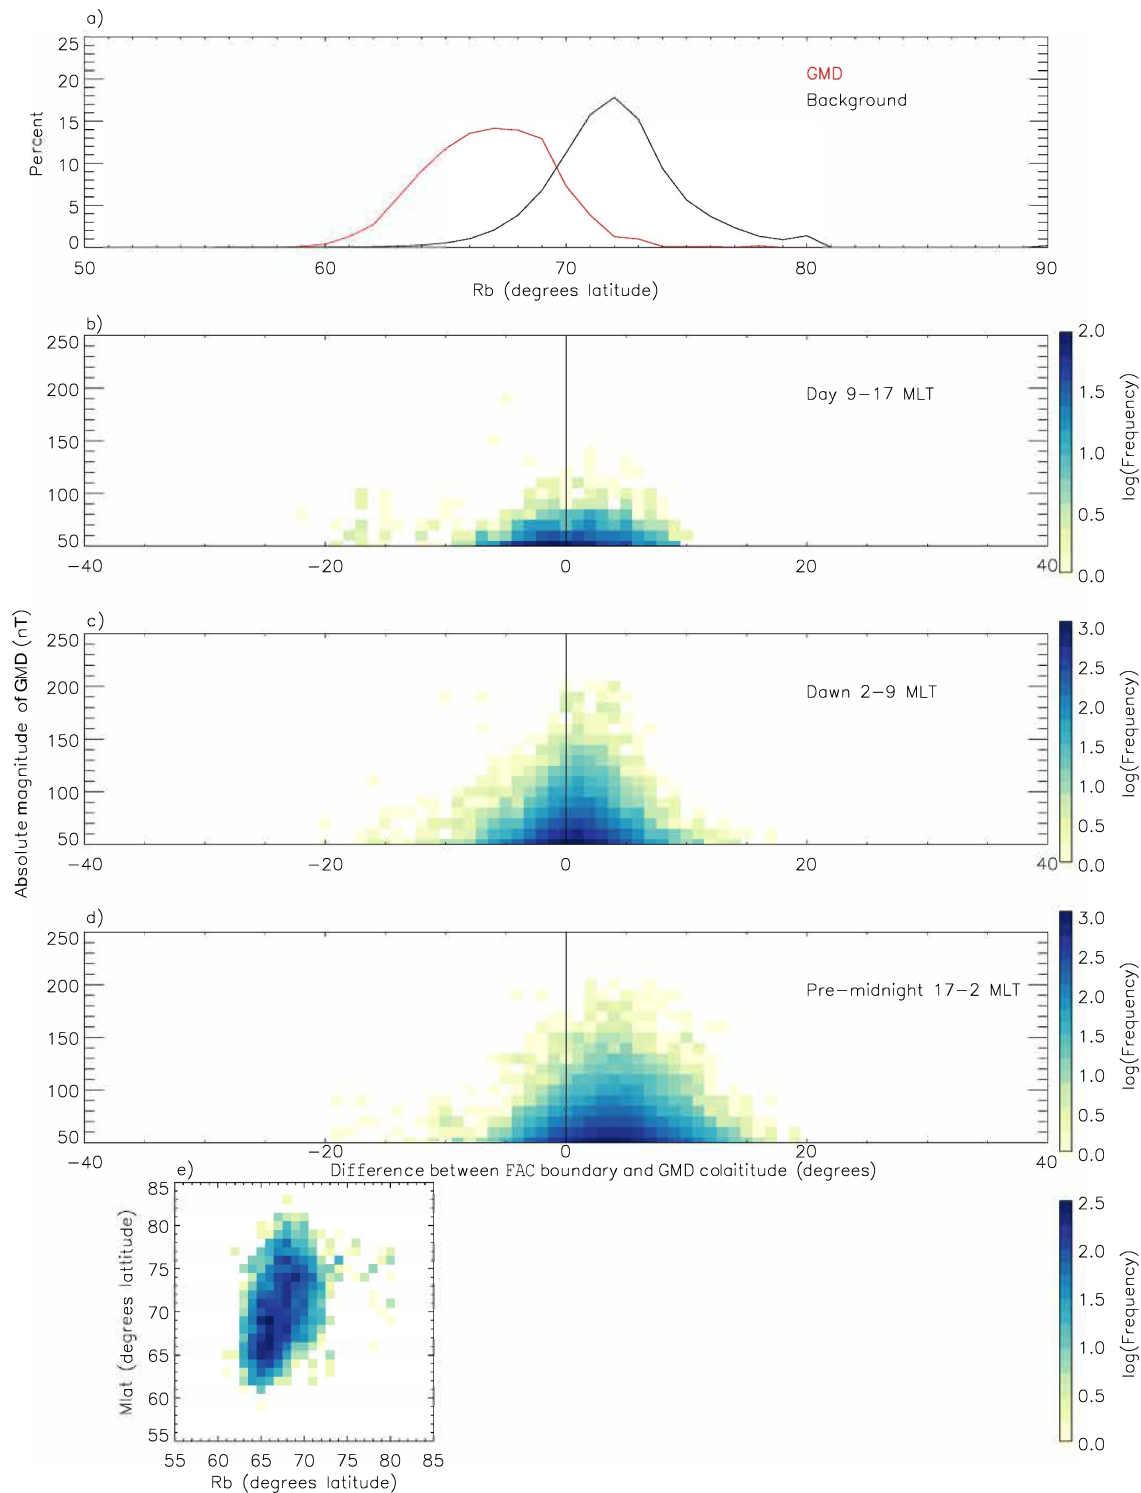 a)
25
20
15
10
5
0
Percent
GMD
Background
50 60 70 80 90
Rb (degrees latitude)
b)
250
200
150
100
50
Day 9-17 MLT
-40 -20 0 20 40
2.0
1.5
1.0
0.5
0.0
log(Frequency)
Absolute magnitude of GMD (nT)
c)
250
200
150
100
50
Dawn 2-9 MLT
-40 -20 0 20 40
3.0
2.5
2.0
1.5
1.0
0.5
0.0
log(Frequency)
d)
250
200
150
100
50
Pre-midnight 17-2 MLT
-40 -20 0 20 40
Difference between FAC boundary and GMD colaititude (degrees)
3.0
2.5
2.0
1.5
1.0
0.5
0.0
log(Frequency)
e)
85
80
75
70
65
60
55
Mlat (degrees lattitude)
55 60 65 70 75 80 85
Rb (degrees latitude)
2.5
2.0
1.5
1.0
0.5
0.0
log(Frequency)